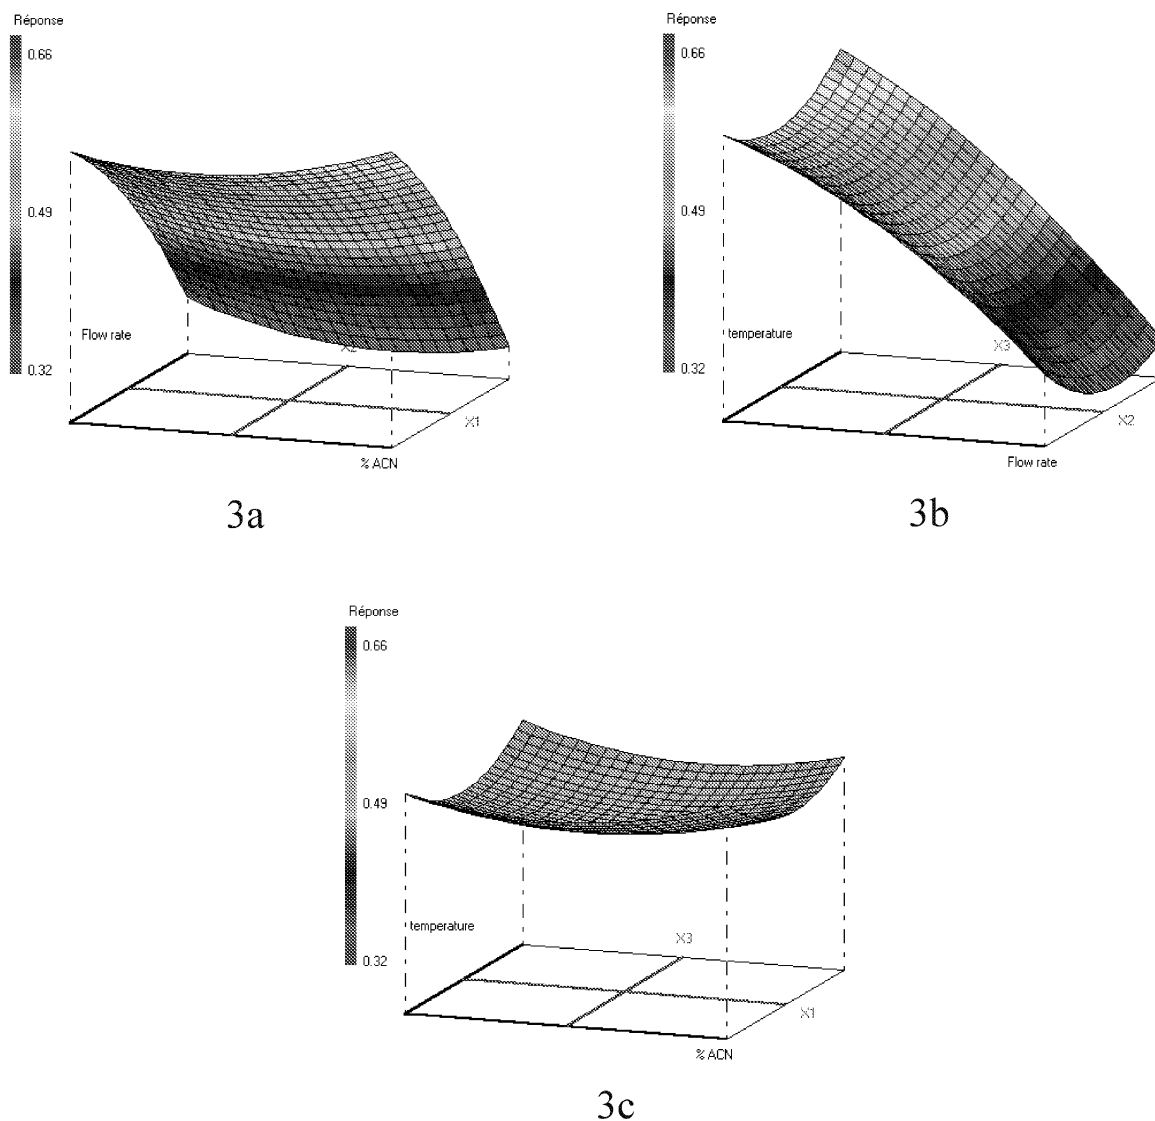 Réponse
0.66
0.49
0.32
Flow rate
X2
X1
% ACN
3a
Réponse
0.66
0.49
0.32
temperature
X3
X2
Flow rate
3b
Réponse
0.66
0.49
0.32
temperature
X3
X1
% ACN
3c